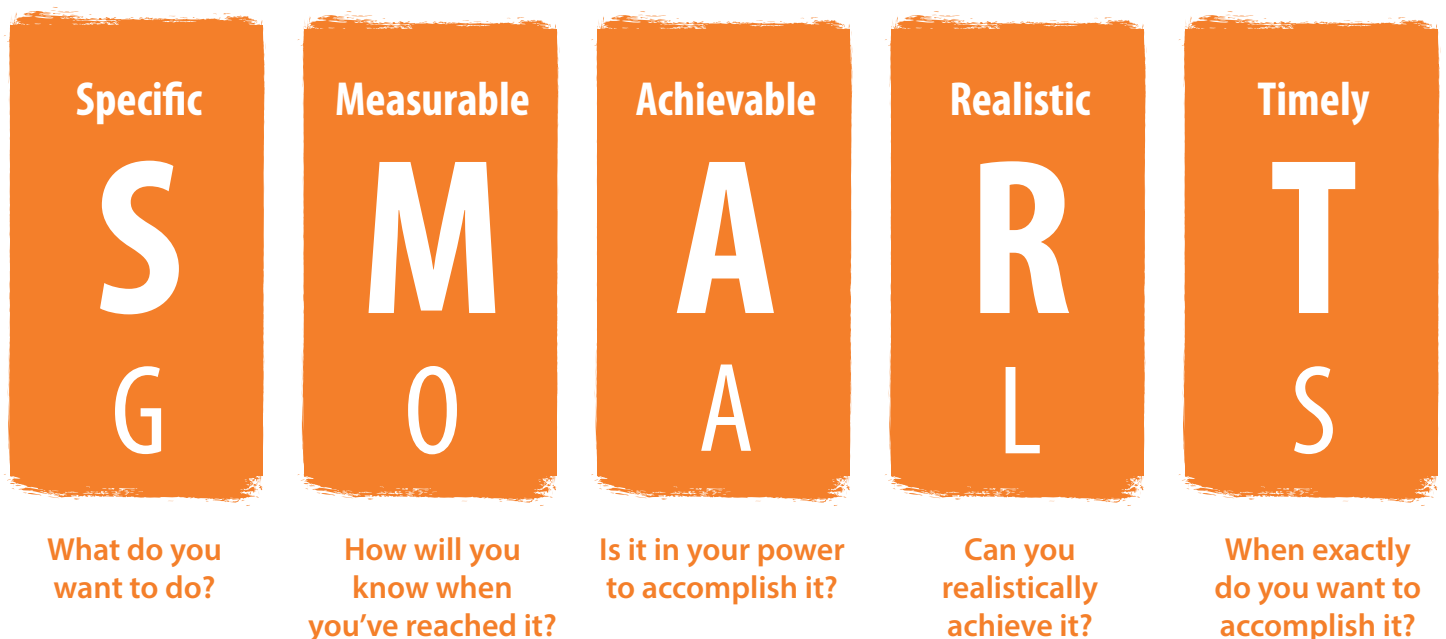 Specific
S
G
What do you
want to do?
Measurable
M
O
How will you
know when
you've reached it?
Achievable
A
A
Is it in your power
to accomplish it?
Realistic
R
L
Can you
realistically
achieve it?
Timely
T
S
When exactly
do you want to
accomplish it?